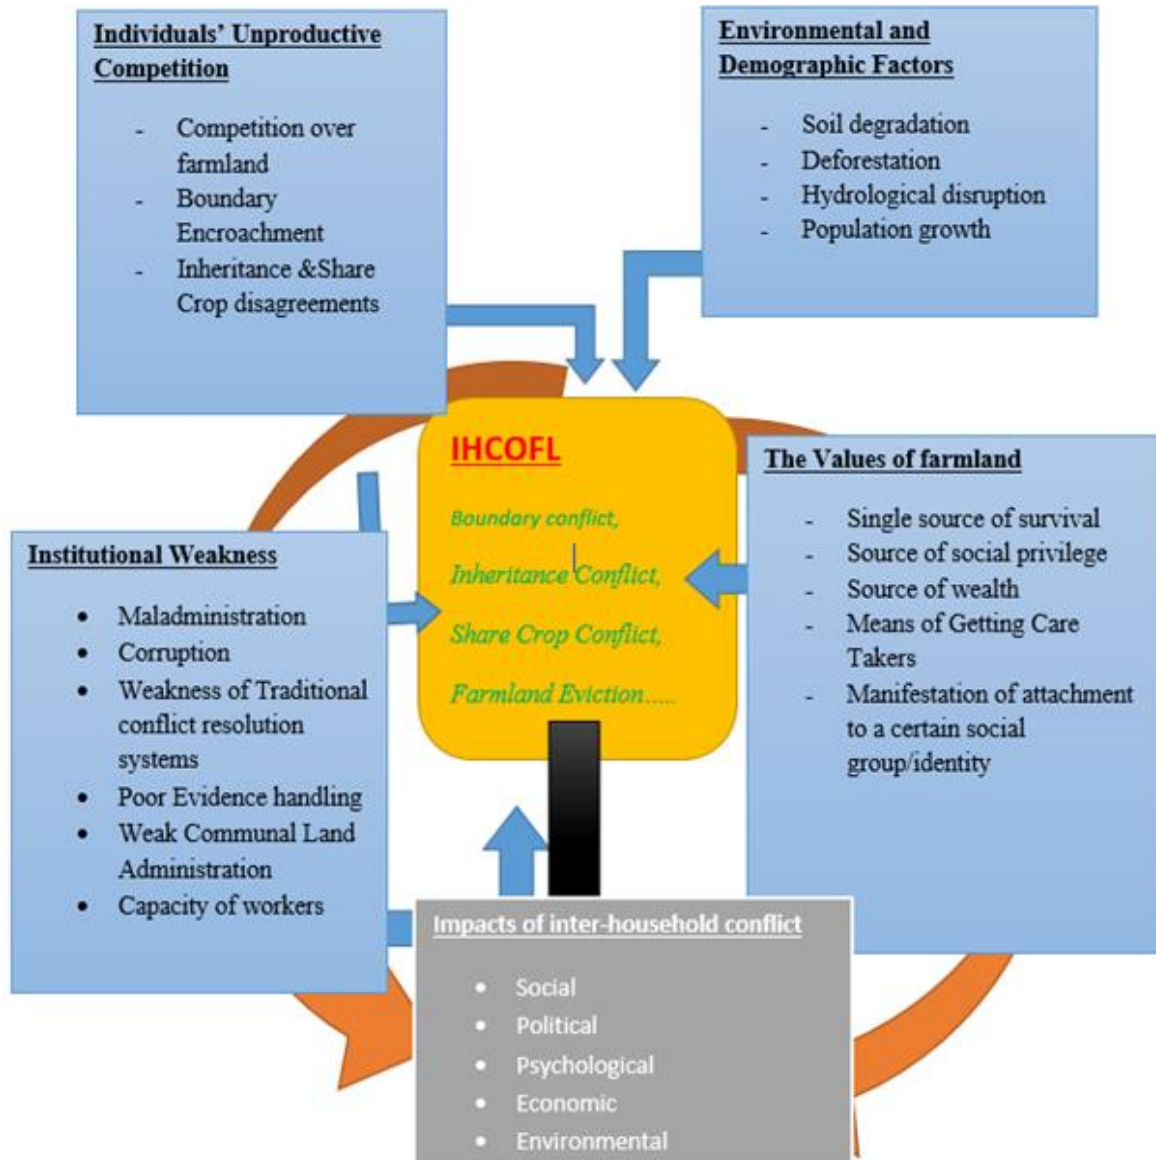 Individuals’ Unproductive
Competition
- Competition over
farmland
- Boundary
Encroachment
- Inheritance &Share
Crop disagreements
Environmental and
Demographic Factors
- Soil degradation
- Deforestation
- Hydrological disruption
- Population growth
IHCOFL
Boundary conflict,
Inheritance Conflict,
Share Crop Conflict,
Farmland Eviction.....
The Values of farmland
- Single source of survival
- Source of social privilege
- Source of wealth
- Means of Getting Care
Takers
- Manifestation of attachment
to a certain social
group/identity
Institutional Weakness
• Maladministration
• Corruption
• Weakness of Traditional
conflict resolution
systems
• Poor Evidence handling
• Weak Communal Land
Administration
• Capacity of workers
Impacts of inter-household conflict
• Social
• Political
• Psychological
• Economic
• Environmental